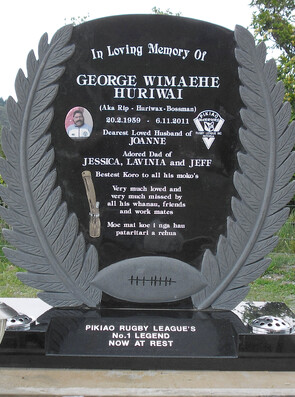 In Loving Memory Of
GEORGE WIMAEHE
HURIWAI
(Aka Rip - Hariwax - Bossman)
20.2.1959 - 6.11.2011
PIKIAO
Dearest Loved Husband of
JOANNE
Adored Dad of
JESSICA, LAVINIA and JEFF
Bestest Koro to all his moko's
Very much loved and
very much missed by
all his whanau, friends
and work mates
Moe mai koe i nga hau
pataritari a rehua
PIKIAO RUGBY LEAGUE'S
No.1 LEGEND
NOW AT REST